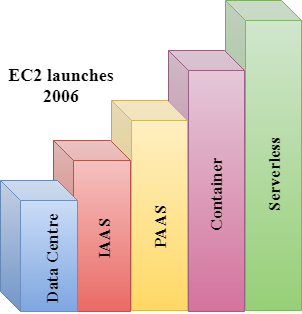 EC2 launches
2006
Data Centre
IAAS
PAAS
Container
Serverless